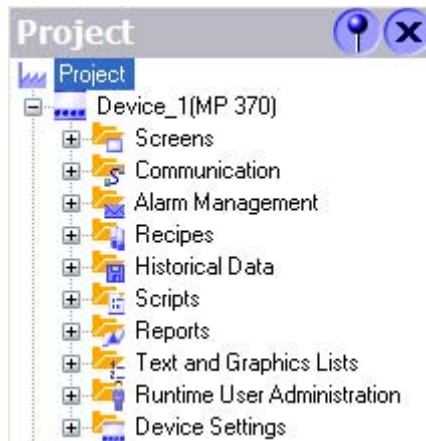 Project
Project
Device_1(MP 370)
Screens
Communication
Alarm Management
Recipes
Historical Data
Scripts
Reports
Text and Graphics Lists
Runtime User Administration
Device Settings